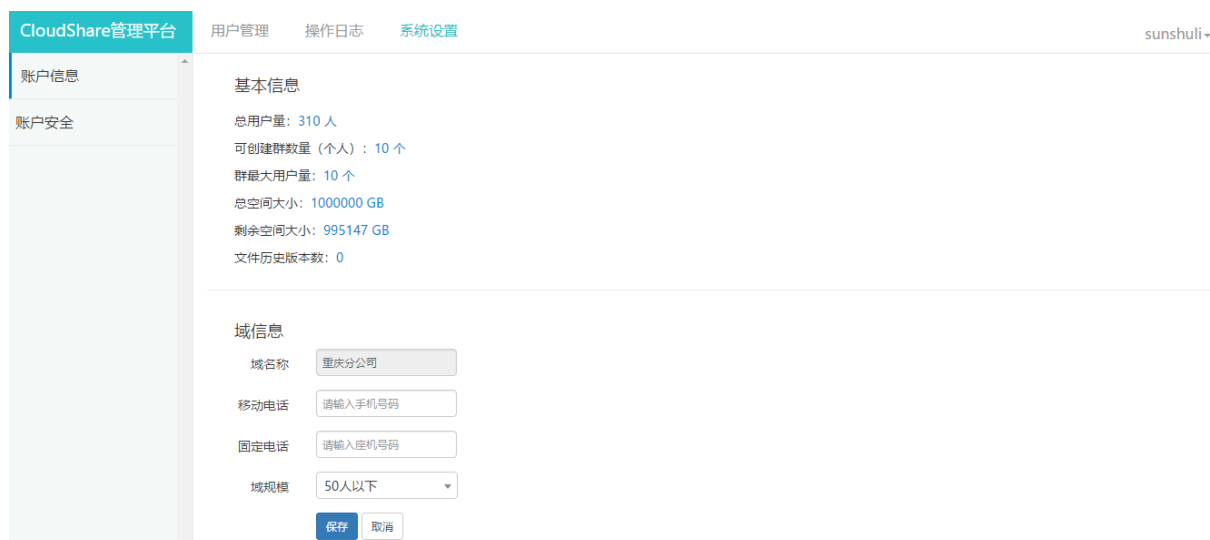 CloudShare管理平台 用户管理 操作日志 系统设置 sunshuli
账户信息
账户安全
基本信息
总用户量：310 人
可创建群数量（个人）：10 个
群最大用户量：10 个
总空间大小：1000000 GB
剩余空间大小：995147 GB
文件历史版本数：0
域信息
域名称 重庆分公司
移动电话 请输入手机号码
固定电话 请输入座机号码
域规模 50人以下
保存 取消